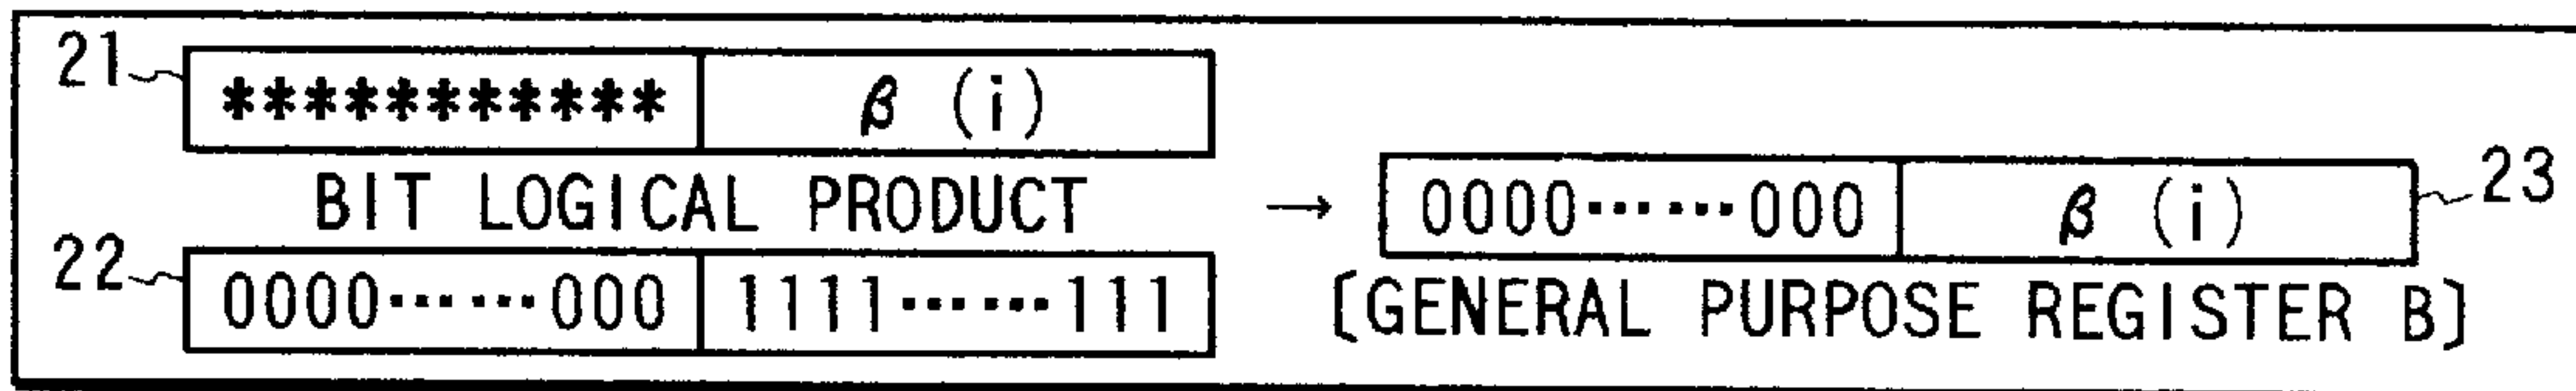 21 *********** β (i)
BIT LOGICAL PRODUCT → 0000……000 β (i) 23
22 0000……000 1111……111
[GENERAL PURPOSE REGISTER B]